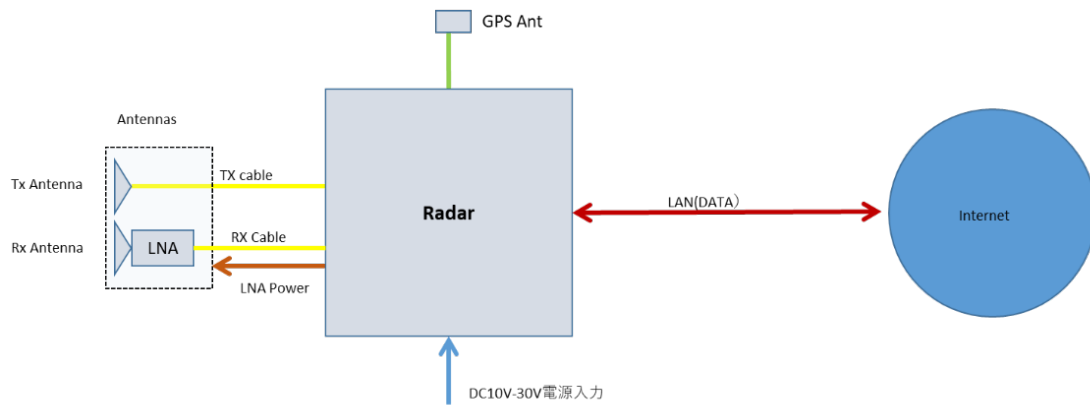 GPS Ant
Antennas
Tx Antenna
TX cable
Radar
LAN(DATA）
Internet
Rx Antenna
LNA
RX Cable
LNA Power
DC10V-30V電源入力